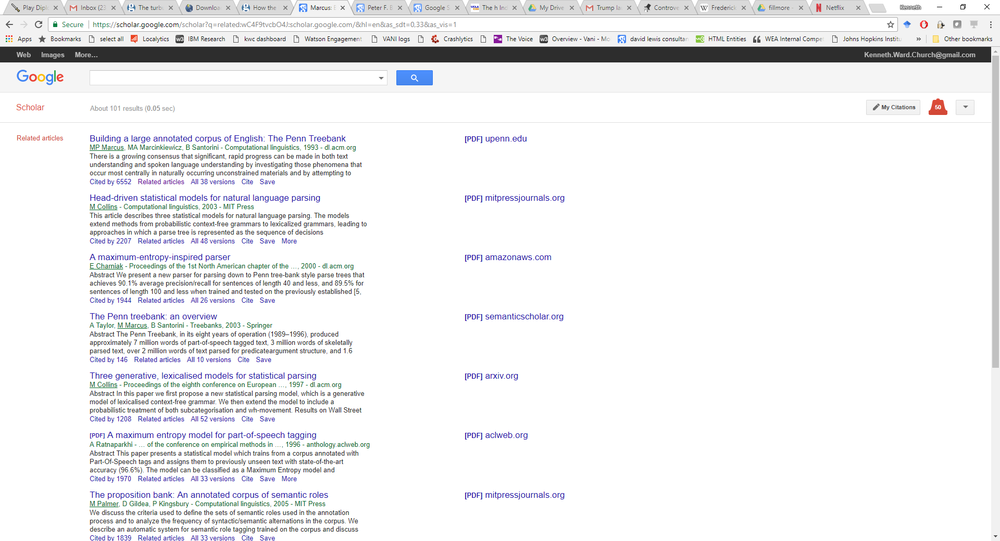 Play Diplo
Inbox (23
The turbu
Downloa
How the
Marcus: B
Peter F. B
Google S
The h Ind
My Drive
Trump la
Controve
Frederick
fillmore -
Netflix
Kenneth
Secure | https://scholar.google.com/scholar?q=related:wC4F9tvcbO4J:scholar.google.com/&hl=en&as_sdt=0,33&as_vis=1
Apps Bookmarks select all Localytics IBM Research kwc dashboard Watson Engagement VANI logs Crashlytics The Voice Overview - Vani - Mo david lewis consultan HTML Entities WEA Internal Compet Johns Hopkins Institu » Other bookmarks
Web Images More... Kenneth.Ward.Church@gmail.com
Google
Scholar About 101 results (0.05 sec) My Citations 50
Related articles
Building a large annotated corpus of English: The Penn Treebank [PDF] upenn.edu
MP Marcus, MA Marcinkiewicz, B Santorini - Computational linguistics, 1993 - dl.acm.org
There is a growing consensus that significant, rapid progress can be made in both text
understanding and spoken language understanding by investigating those phenomena that
occur most centrally in naturally occurring unconstrained materials and by attempting to
Cited by 6552 Related articles All 38 versions Cite Save
Head-driven statistical models for natural language parsing [PDF] mitpressjournals.org
M Collins - Computational linguistics, 2003 - MIT Press
This article describes three statistical models for natural language parsing. The models
extend methods from probabilistic context-free grammars to lexicalized grammars, leading to
approaches in which a parse tree is represented as the sequence of decisions
Cited by 2207 Related articles All 48 versions Cite Save More
A maximum-entropy-inspired parser [PDF] amazonaws.com
E Charniak - Proceedings of the 1st North American chapter of the …, 2000 - dl.acm.org
Abstract We present a new parser for parsing down to Penn tree-bank style parse trees that
achieves 90.1% average precision/recall for sentences of length 40 and less, and 89.5% for
sentences of length 100 and less when trained and tested on the previously established [5,
Cited by 1944 Related articles All 26 versions Cite Save
The Penn treebank: an overview [PDF] semanticscholar.org
A Taylor, M Marcus, B Santorini - Treebanks, 2003 - Springer
Abstract The Penn Treebank, in its eight years of operation (1989–1996), produced
approximately 7 million words of part-of-speech tagged text, 3 million words of skeletally
parsed text, over 2 million words of text parsed for predicateargument structure, and 1.6
Cited by 146 Related articles All 10 versions Cite Save
Three generative, lexicalised models for statistical parsing [PDF] arxiv.org
M Collins - Proceedings of the eighth conference on European …, 1997 - dl.acm.org
Abstract In this paper we first propose a new statistical parsing model, which is a generative
model of lexicalised context-free grammar. We then extend the model to include a
probabilistic treatment of both subcategorisation and wh-movement. Results on Wall Street
Cited by 1208 Related articles All 52 versions Cite Save
[PDF] A maximum entropy model for part-of-speech tagging [PDF] aclweb.org
A Ratnaparkhi - … of the conference on empirical methods in …, 1996 - anthology.aclweb.org
Abstract This paper presents a statistical model which trains from a corpus annotated with
Part-Of-Speech tags and assigns them to previously unseen text with state-of-the-art
accuracy (96.6%). The model can be classified as a Maximum Entropy model and
Cited by 1970 Related articles All 33 versions Cite Save More
The proposition bank: An annotated corpus of semantic roles [PDF] mitpressjournals.org
M Palmer, D Gildea, P Kingsbury - Computational linguistics, 2005 - MIT Press
We discuss the criteria used to define the sets of semantic roles used in the annotation
process and to analyze the frequency of syntactic/semantic alternations in the corpus. We
describe an automatic system for semantic role tagging trained on the corpus and discuss
Cited by 1839 Related articles All 33 versions Cite Save